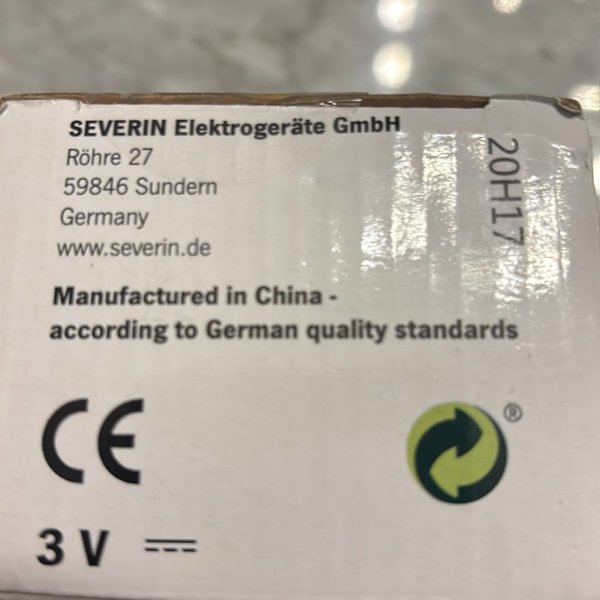 SEVERIN Elektrogeräte GmbH
Röhre 27
59846 Sundern
Germany
www.severin.de
20H17
Manufactured in China -
according to German quality standards
CE
®
3 V